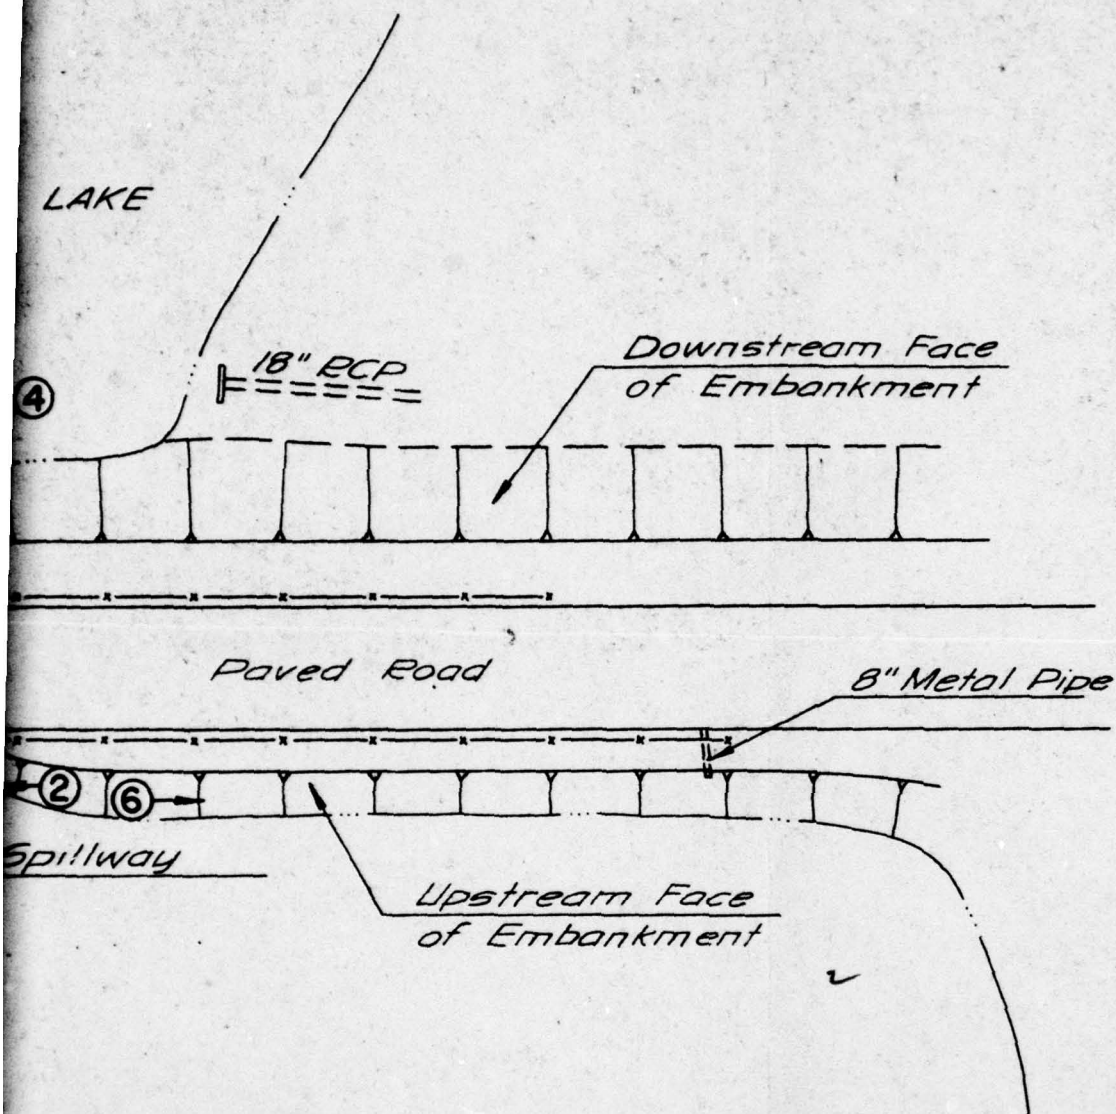 LAKE
18" RCP
Downstream Face
of Embankment
4
Paved Road
8" Metal Pipe
2
6
Spillway
Upstream Face
of Embankment